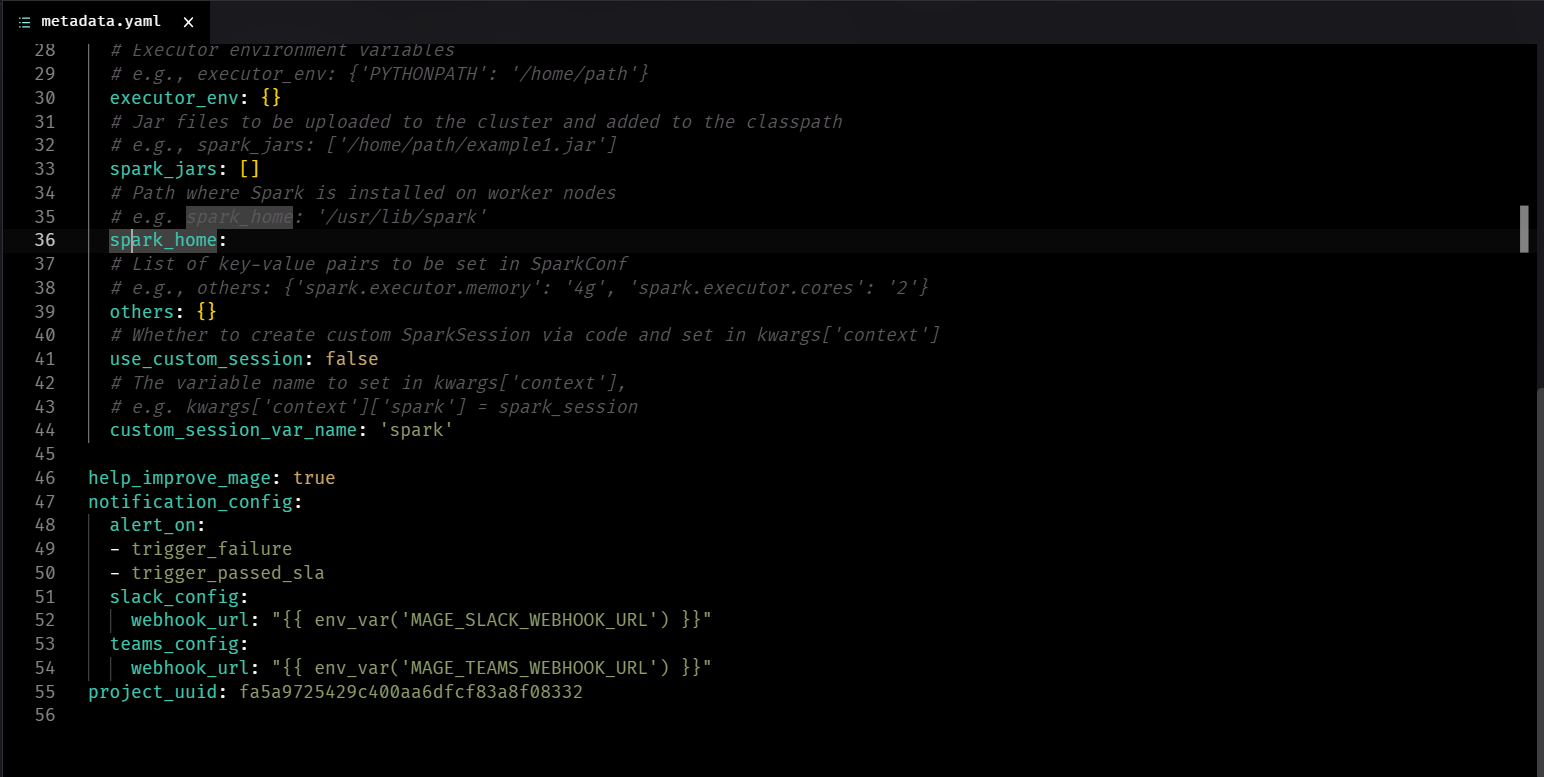 metadata.yaml ×
28 # Executor environment variables
29 # e.g., executor_env: {'PYTHONPATH': '/home/path'}
30 executor_env: {}
31 # Jar files to be uploaded to the cluster and added to the classpath
32 # e.g., spark_jars: ['/home/path/example1.jar']
33 spark_jars: []
34 # Path where Spark is installed on worker nodes
35 # e.g. spark_home: '/usr/lib/spark'
36 spark_home:
37 # List of key-value pairs to be set in SparkConf
38 # e.g., others: {'spark.executor.memory': '4g', 'spark.executor.cores': '2'}
39 others: {}
40 # Whether to create custom SparkSession via code and set in kwargs['context']
41 use_custom_session: false
42 # The variable name to set in kwargs['context'],
43 # e.g. kwargs['context']['spark'] = spark_session
44 custom_session_var_name: 'spark'
45
46 help_improve_mage: true
47 notification_config:
48 alert_on:
49 - trigger_failure
50 - trigger_passed_sla
51 slack_config:
52 webhook_url: "{{ env_var('MAGE_SLACK_WEBHOOK_URL') }}"
53 teams_config:
54 webhook_url: "{{ env_var('MAGE_TEAMS_WEBHOOK_URL') }}"
55 project_uuid: fa5a9725429c400aa6dfcf83a8f08332
56